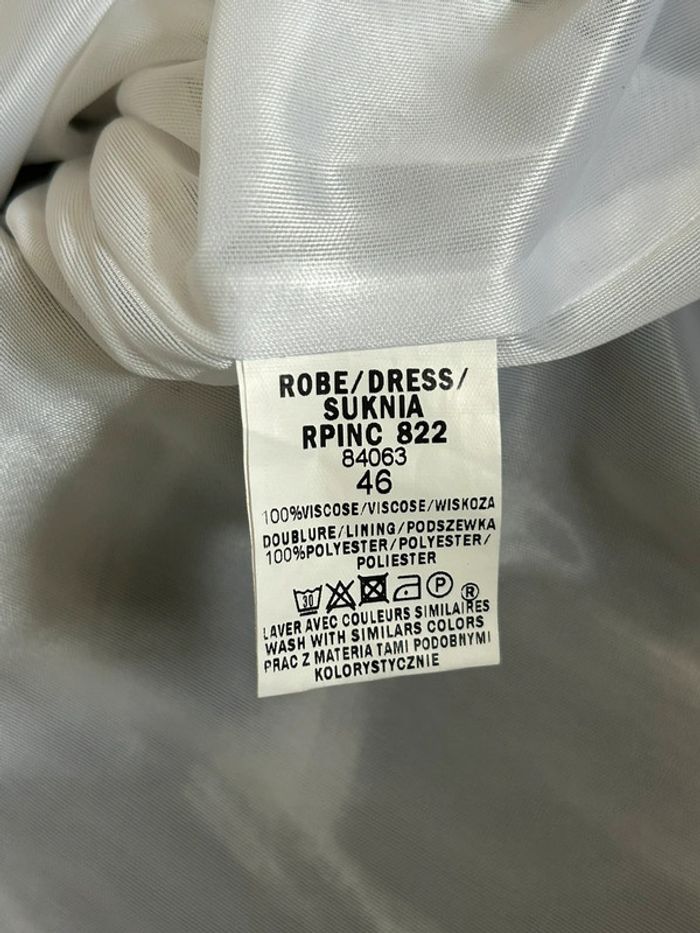 ROBE/DRESS/
SUKNIA
RPINC 822
84063
46
100%VISCOSE/VISCOSE/WISKOZA
DOUBLURE/LINING/PODSZEWKA
100%POLYESTER/POLYESTER/
POLIESTER
30 P ®
LAVER AVEC COULEURS SIMILAIRES
WASH WITH SIMILARS COLORS
PRAC Z MATERIA TAMI PODOBNYMI
KOLORYSTYCZNIE